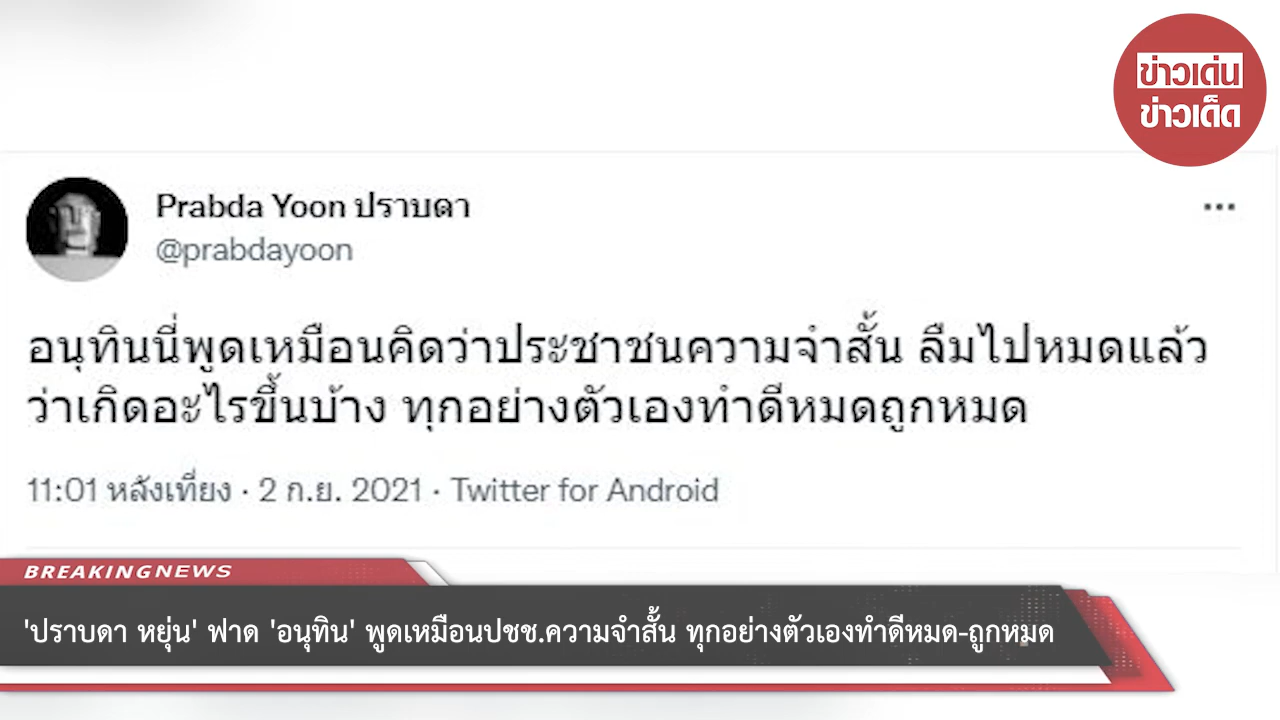 ข่าวเด่น
ข่าวเด็ด
Prabda Yoon ปราบดา
@prabdayoon
อนุทินนี่พูดเหมือนคิดว่าประชาชนความจำสั้น ลืมไปหมดแล้ว
ว่าเกิดอะไรขึ้นบ้าง ทุกอย่างตัวเองทำดีหมดถูกหมด
11:01 หลังเที่ยง · 2 ก.ย. 2021 · Twitter for Android
BREAKING NEWS
'ปราบดา หยุ่น' ฟาด 'อนุทิน' พูดเหมือนปชช.ความจำสั้น ทุกอย่างตัวเองทำดีหมด-ถูกหมด